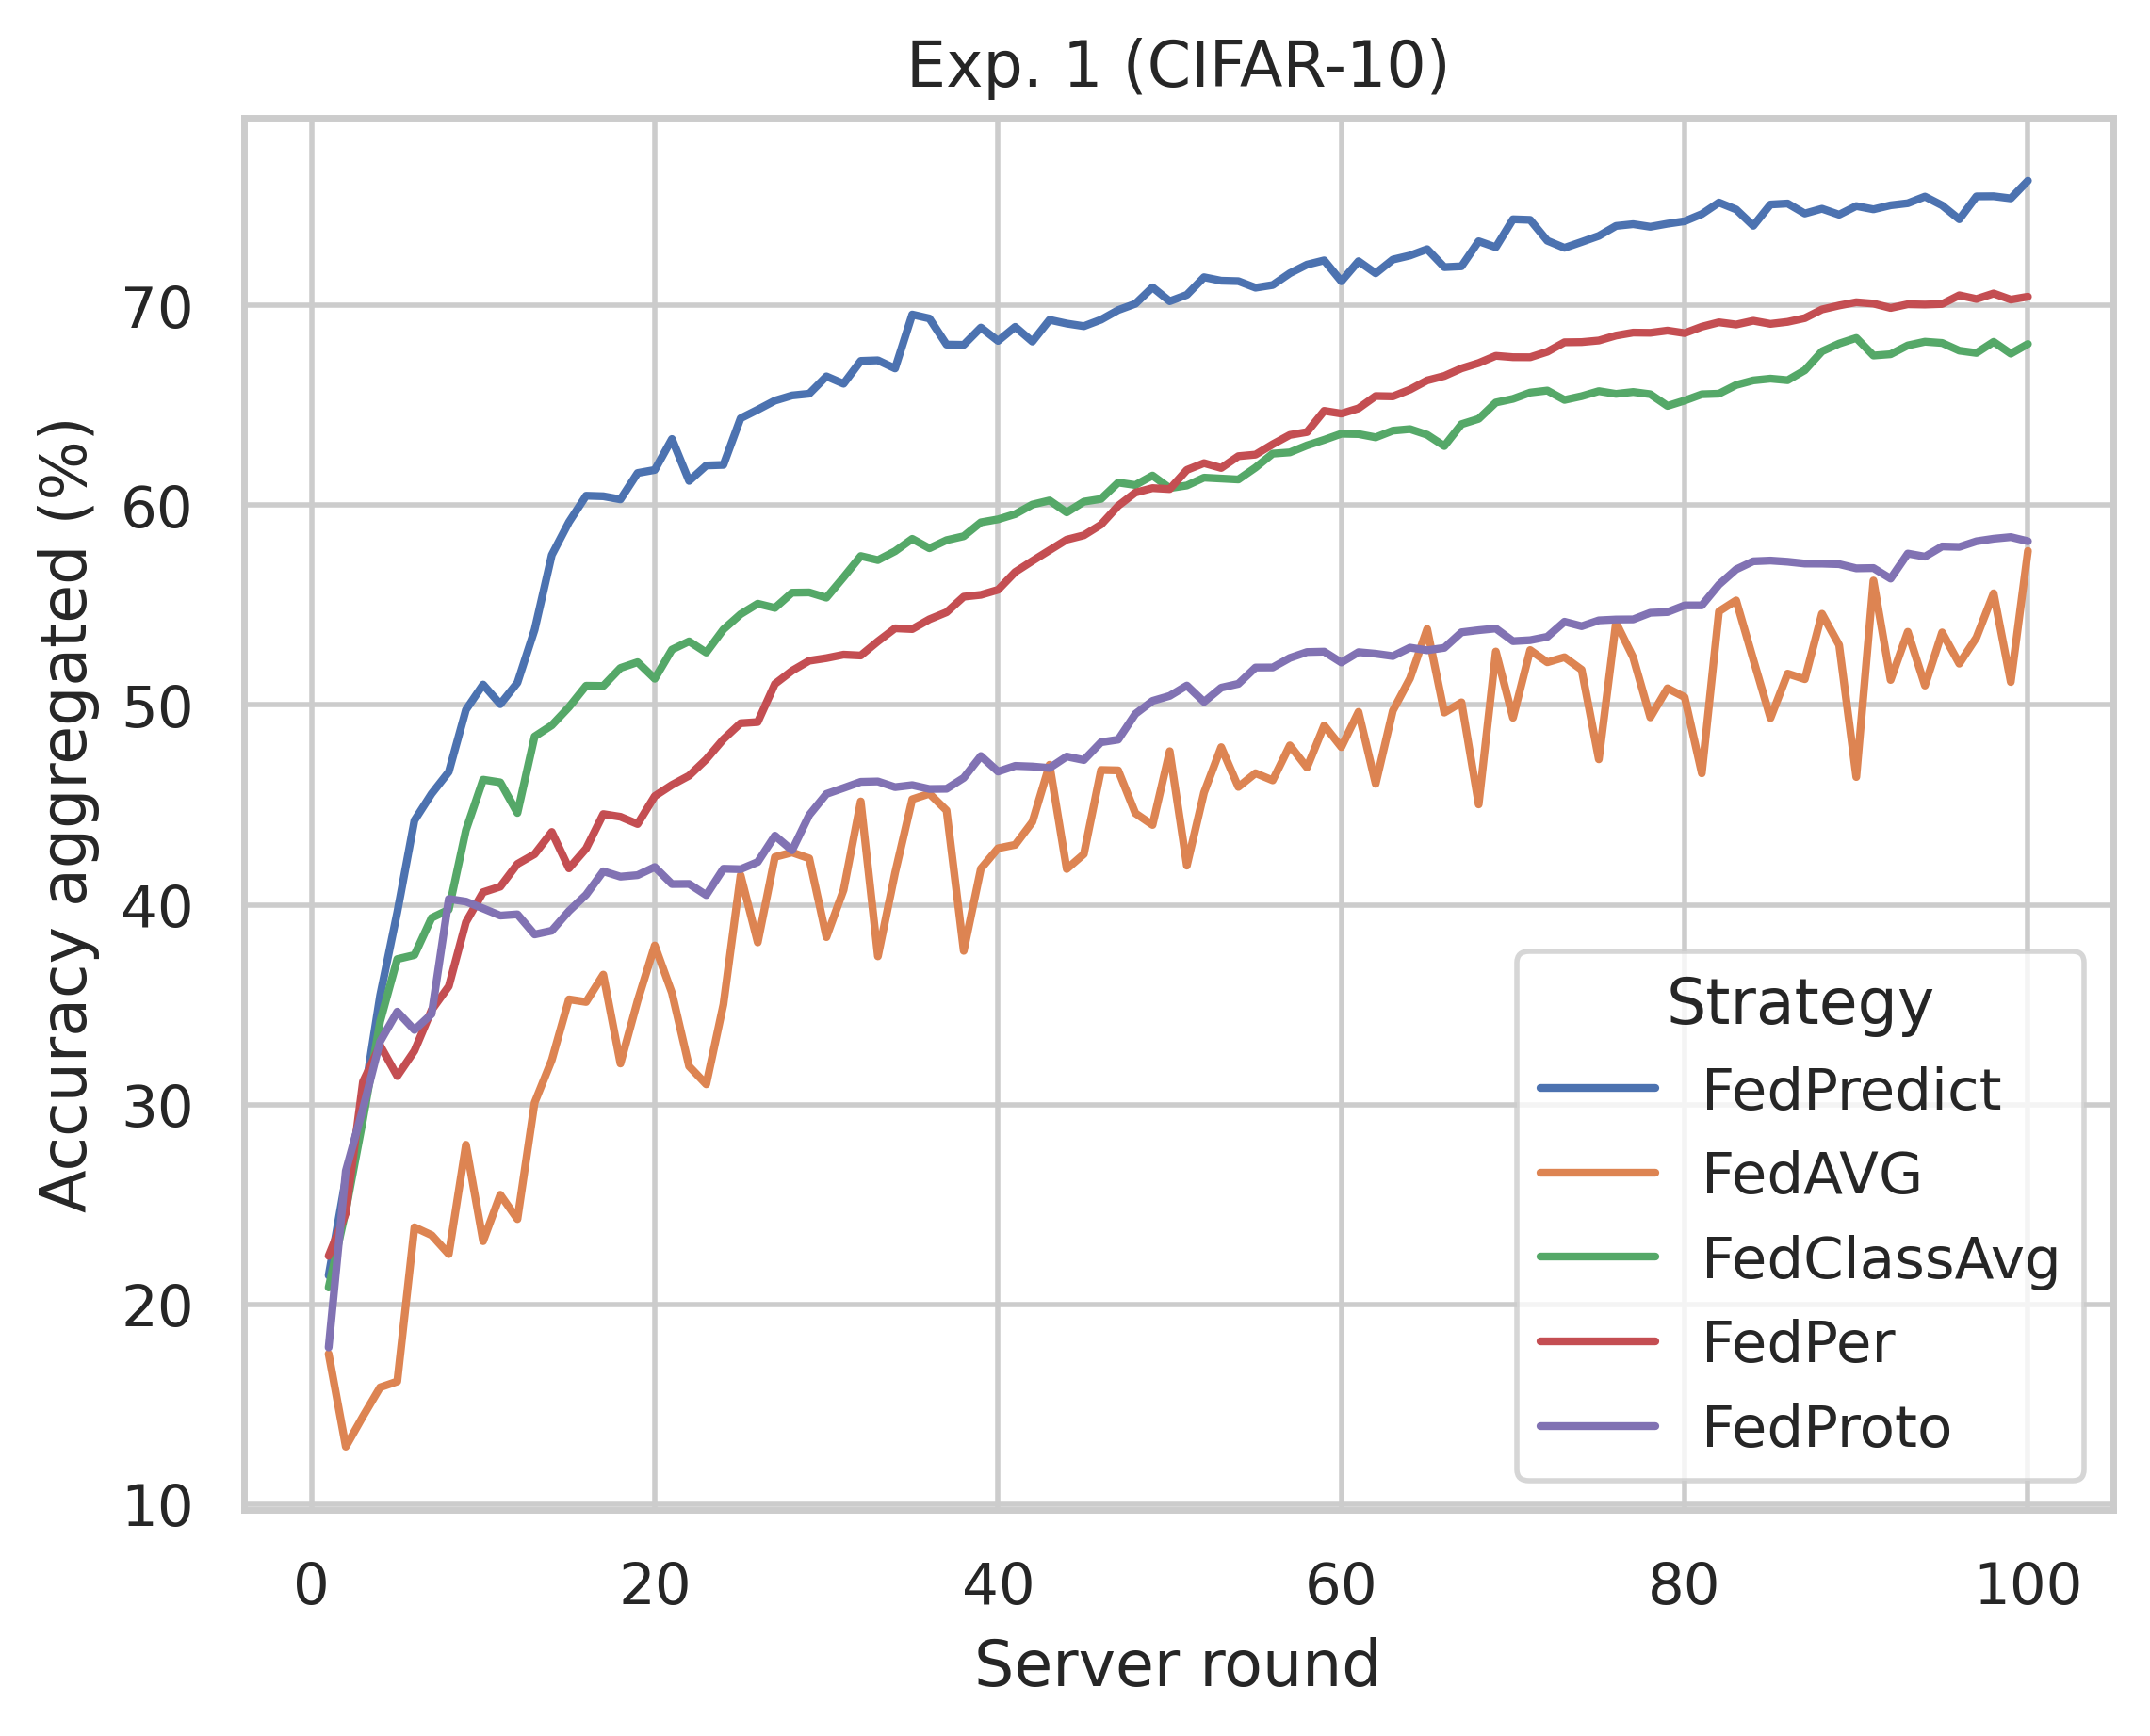 Exp. 1 (CIFAR-10)
Accuracy aggregated (%)
70
60
50
40
30
20
10
0 20 40 60 80 100
Server round
Strategy
FedPredict
FedAVG
FedClassAvg
FedPer
FedProto